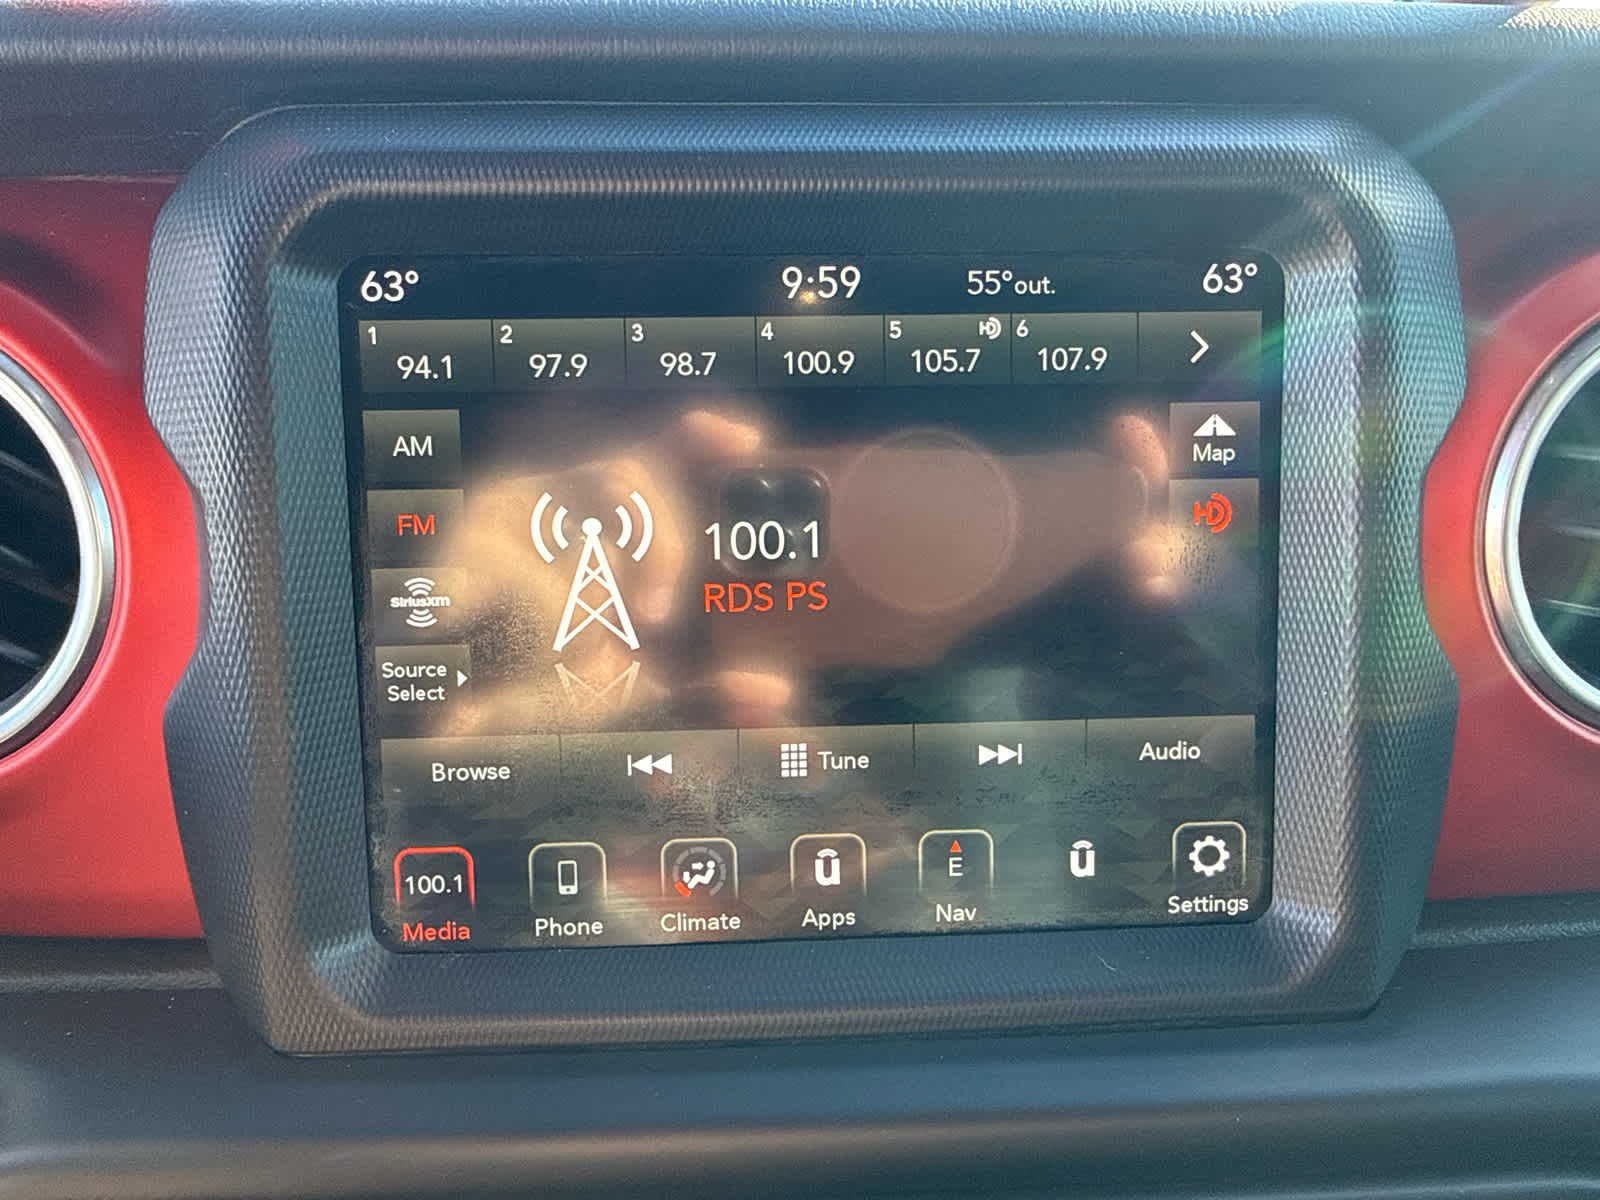 63° 9:59 55°out. 63°
1 2 3 4 5 HD 6
94.1 97.9 98.7 100.9 105.7 107.9
AM
Map
FM
HD
100.1
RDS PS
SiriusXM
Source
Select
Browse Tune Audio
100.1 E
Media Phone Climate Apps Nav Settings